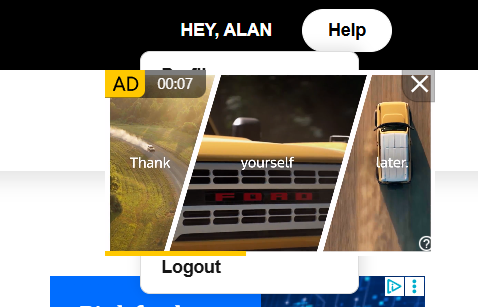 HEY, ALAN
Help
AD 00:07
Thank yourself later.
FORD
Logout